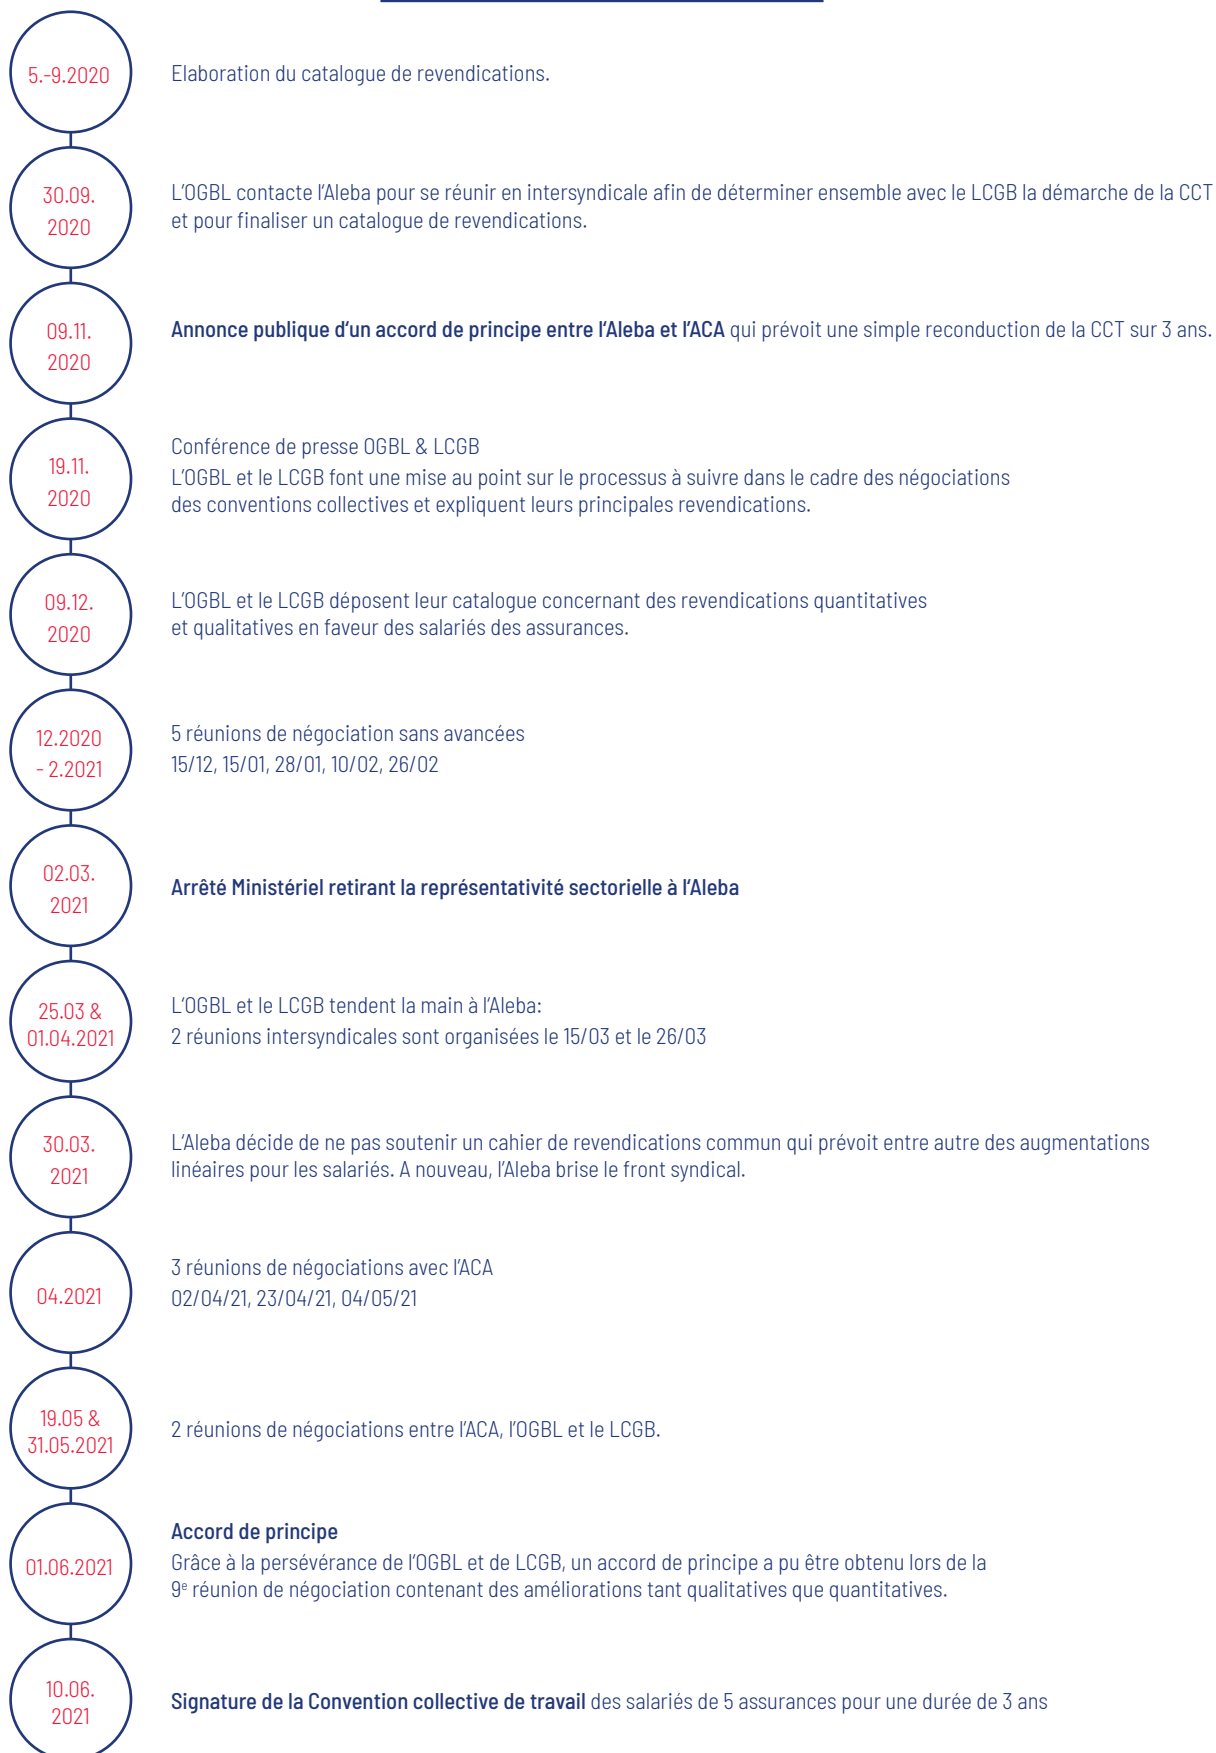 5.-9.2020
Elaboration du catalogue de revendications.
30.09.
2020
L'OGBL contacte l'Aleba pour se réunir en intersyndicale afin de déterminer ensemble avec le LCGB la démarche de la CCT
et pour finaliser un catalogue de revendications.
09.11.
2020
Annonce publique d'un accord de principe entre l'Aleba et l'ACA qui prévoit une simple reconduction de la CCT sur 3 ans.
19.11.
2020
Conférence de presse OGBL & LCGB
L'OGBL et le LCGB font une mise au point sur le processus à suivre dans le cadre des négociations
des conventions collectives et expliquent leurs principales revendications.
09.12.
2020
L'OGBL et le LCGB déposent leur catalogue concernant des revendications quantitatives
et qualitatives en faveur des salariés des assurances.
12.2020
- 2.2021
5 réunions de négociation sans avancées
15/12, 15/01, 28/01, 10/02, 26/02
02.03.
2021
Arrêté Ministériel retirant la représentativité sectorielle à l'Aleba
25.03 &
01.04.2021
L'OGBL et le LCGB tendent la main à l'Aleba:
2 réunions intersyndicales sont organisées le 15/03 et le 26/03
30.03.
2021
L'Aleba décide de ne pas soutenir un cahier de revendications commun qui prévoit entre autre des augmentations
linéaires pour les salariés. A nouveau, l'Aleba brise le front syndical.
04.2021
3 réunions de négociations avec l'ACA
02/04/21, 23/04/21, 04/05/21
19.05 &
31.05.2021
2 réunions de négociations entre l'ACA, l'OGBL et le LCGB.
01.06.2021
Accord de principe
Grâce à la persévérance de l'OGBL et de LCGB, un accord de principe a pu être obtenu lors de la
9e réunion de négociation contenant des améliorations tant qualitatives que quantitatives.
10.06.
2021
Signature de la Convention collective de travail des salariés de 5 assurances pour une durée de 3 ans